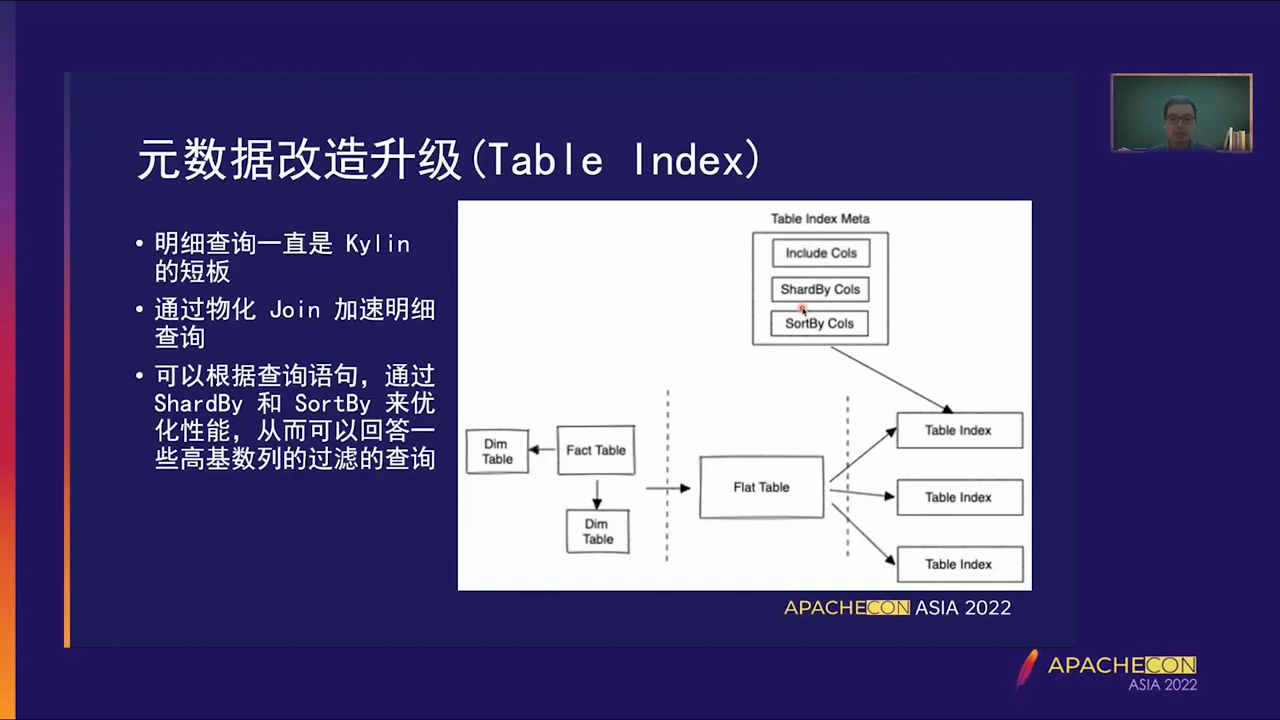 元数据改造升级(Table Index)
• 明细查询一直是 Kylin
的短板
• 通过物化 Join 加速明细
查询
• 可以根据查询语句，通过
ShardBy 和 SortBy 来优
化性能，从而可以回答一
些高基数列的过滤的查询
Table Index Meta
Include Cols
ShardBy Cols
SortBy Cols
Dim
Table
Fact Table
Dim
Table
Flat Table
Table Index
Table Index
Table Index
APACHECON ASIA 2022
APACHECON
ASIA 2022